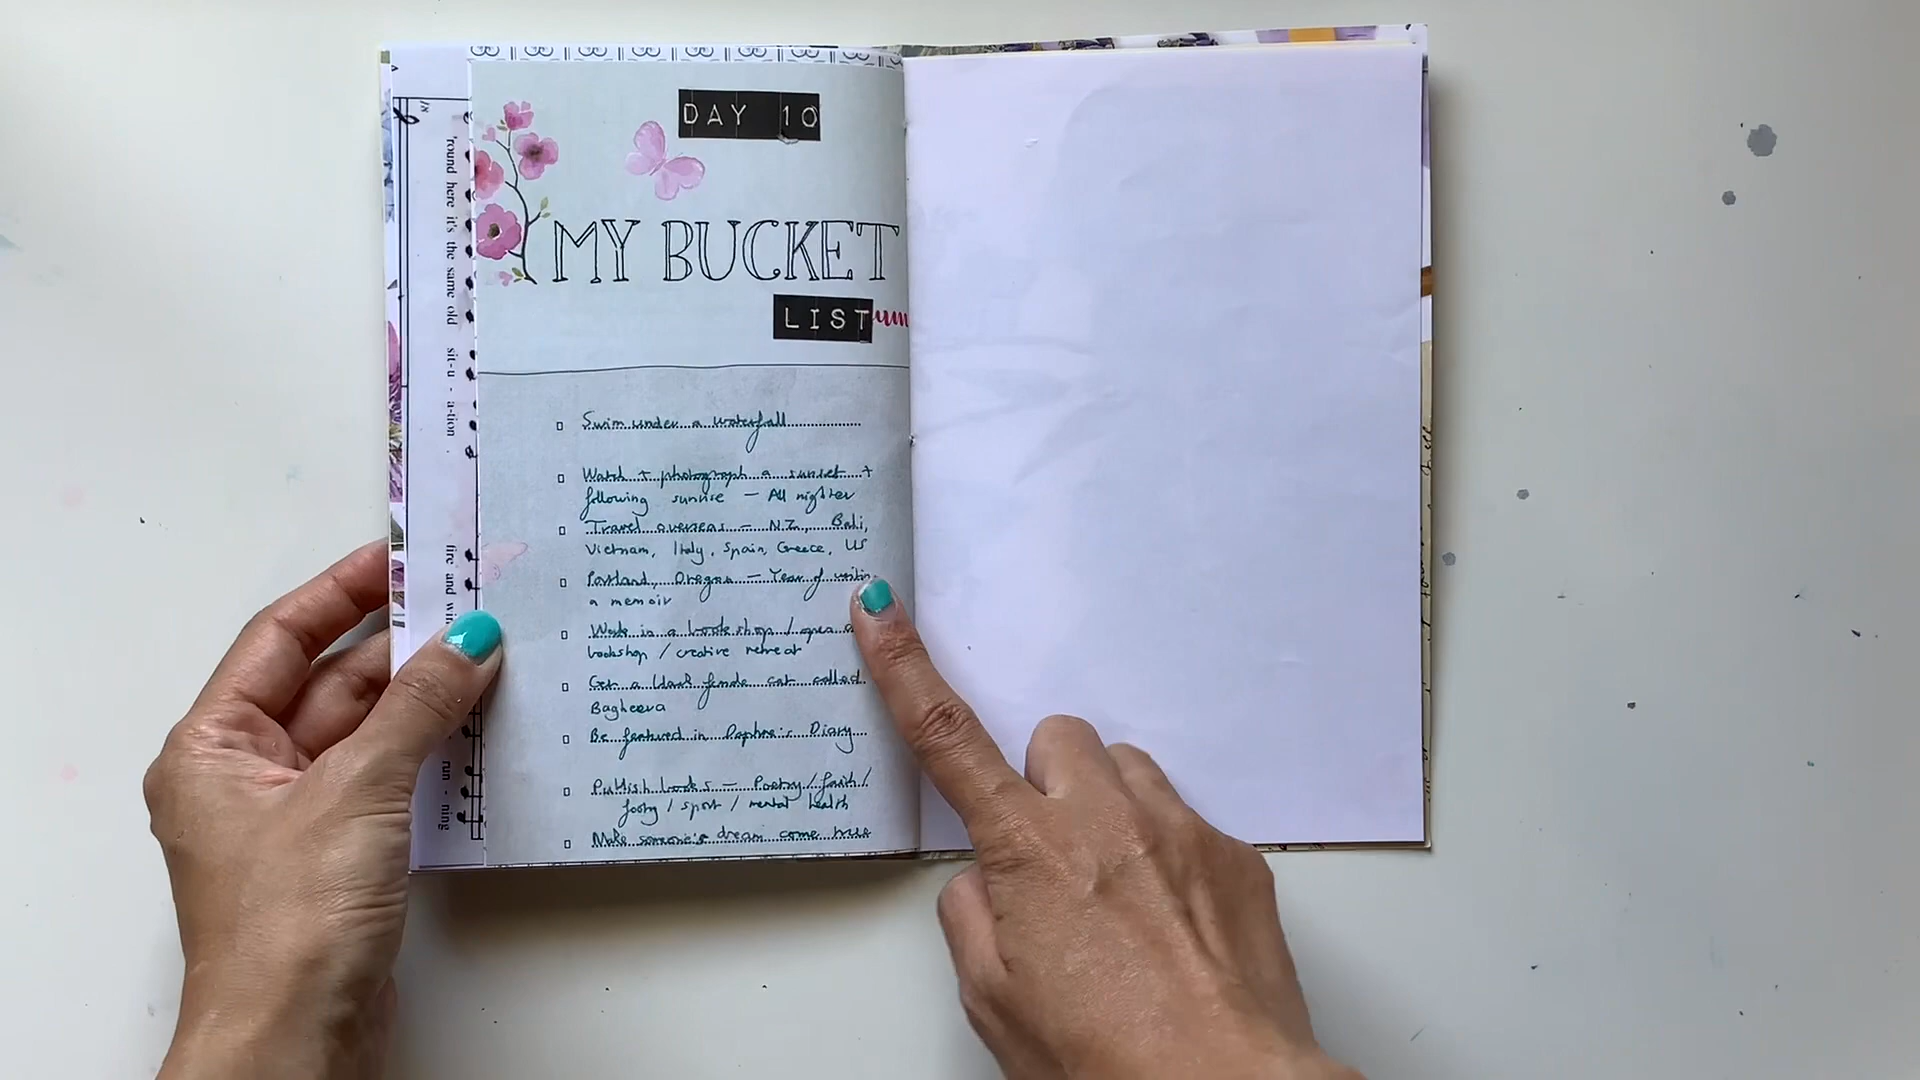 DAY 10
MY BUCKET
LIST
um
Swim under a waterfall
Watch + photograph a sunset +
following sunrise - All nighter
Travel overseas - N.Z., Bali,
Vietnam, Italy, Spain, Greece, US
Portland, Oregon - Year of writin
a memoir
Work in a bookshop / open a
bookshop / creative retreat
Get a black female cat called
Bagheera
Be featured in Daphne's Diary
Publish books - Poetry / faith /
footy / sport / mental health
Make someone's dream come true
'round here it's the same old sit-u - a-tion.
fire and wi
run - ning